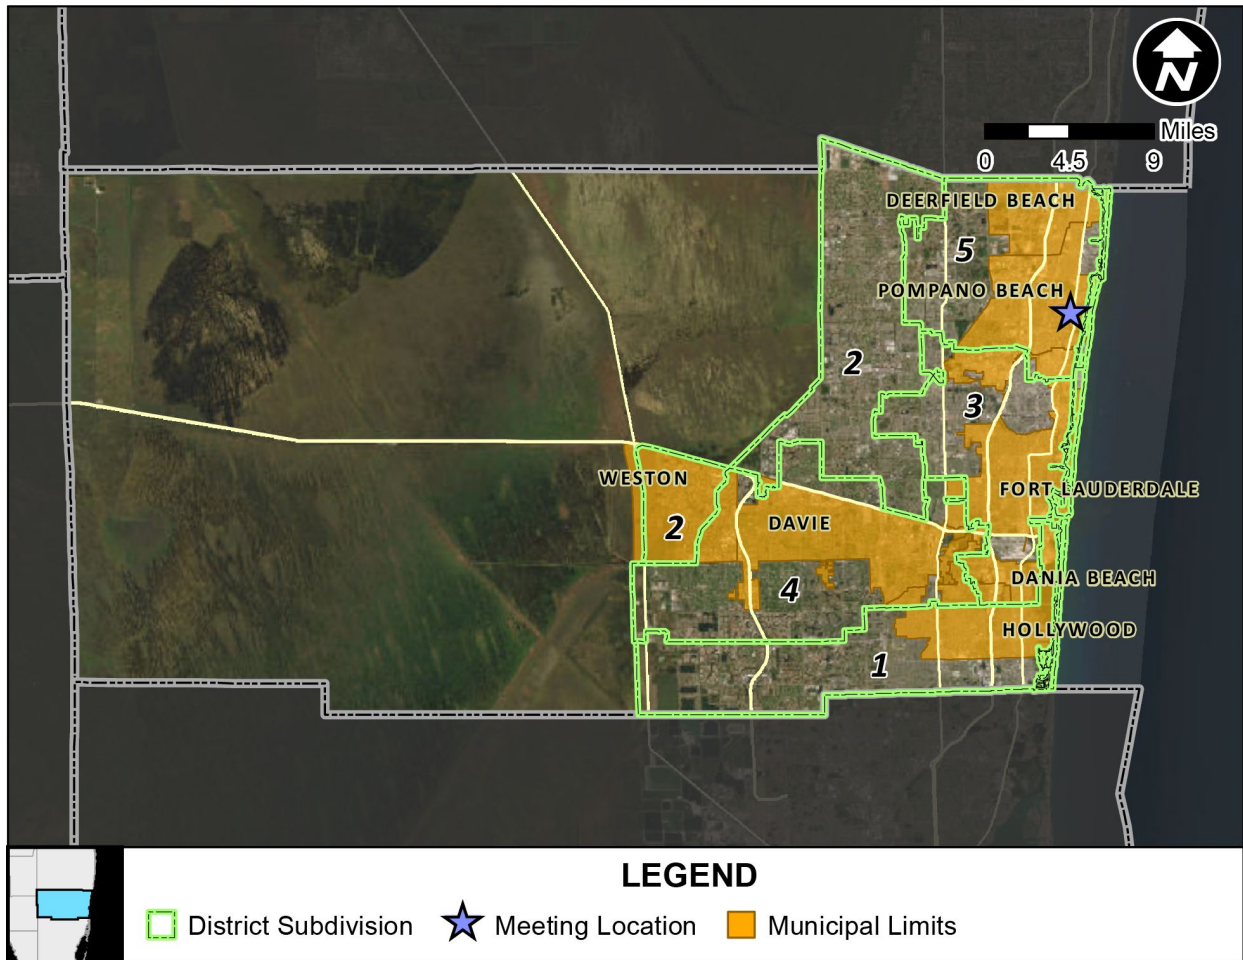 N
Miles
0 4.5 9
DEERFIELD BEACH
5
POMPANO BEACH
2
3
WESTON
FORT LAUDERDALE
2
DAVIE
DANIA BEACH
4
HOLLYWOOD
1
LEGEND
District Subdivision Meeting Location Municipal Limits